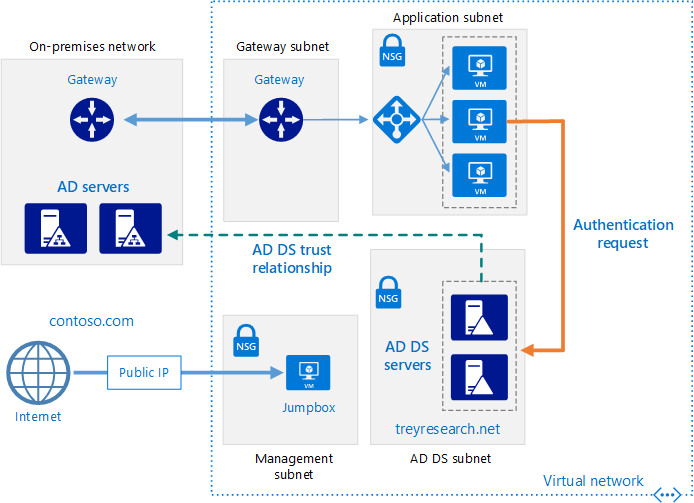 On-premises network
Gateway
AD servers
contoso.com
Internet
Public IP
Gateway subnet
Gateway
AD DS trust
relationship
Application subnet
NSG
VM
VM
VM
Authentication
request
NSG
VM
Jumpbox
Management
subnet
NSG
AD DS
servers
treyresearch.net
AD DS subnet
Virtual network